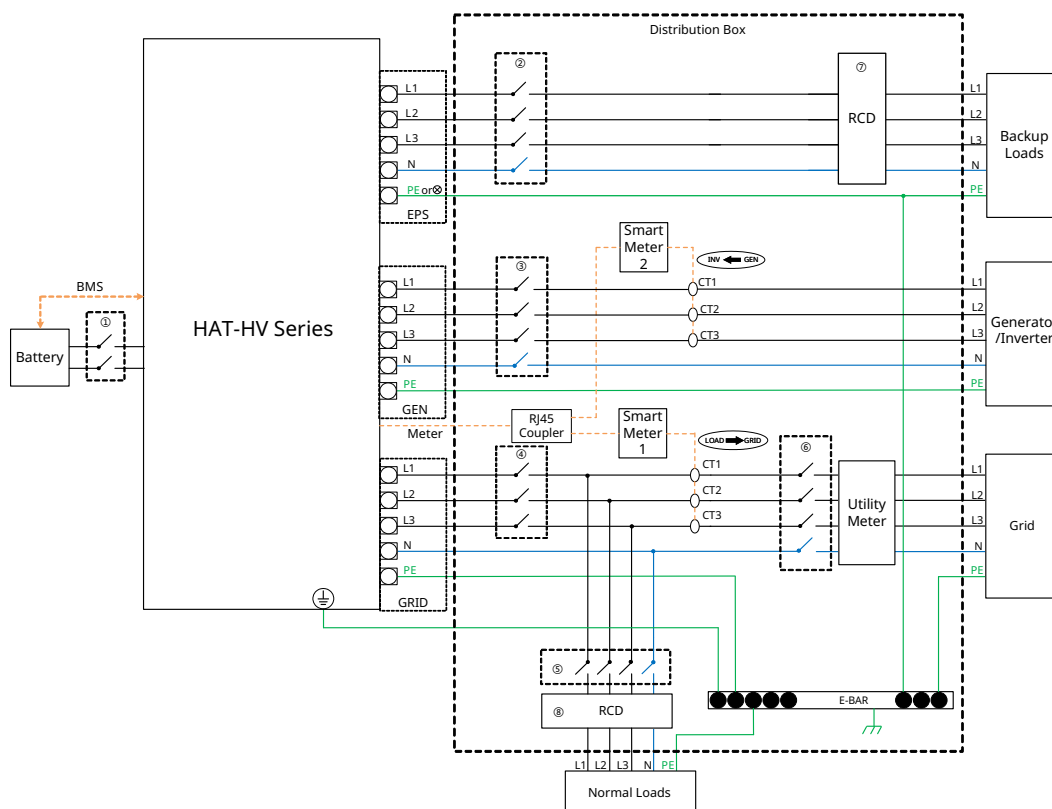 Distribution Box
HAT-HV Series
②
⑦
L1
L2
L3
N
PE or⊗
EPS
RCD
L1
L2
L3
N
PE
Backup
Loads
Smart
Meter
2
INV GEN
③
L1
L2
L3
N
PE
GEN
CT1
CT2
CT3
L1
L2
L3
N
PE
Generator
/Inverter
BMS
①
Battery
Meter
RJ45
Coupler
Smart
Meter
1
LOAD GRID
④
⑥
L1
L2
L3
N
PE
GRID
CT1
CT2
CT3
Utility
Meter
L1
L2
L3
N
PE
Grid
⑤
⑧
RCD
E-BAR
L1
L2
L3
N
PE
Normal Loads